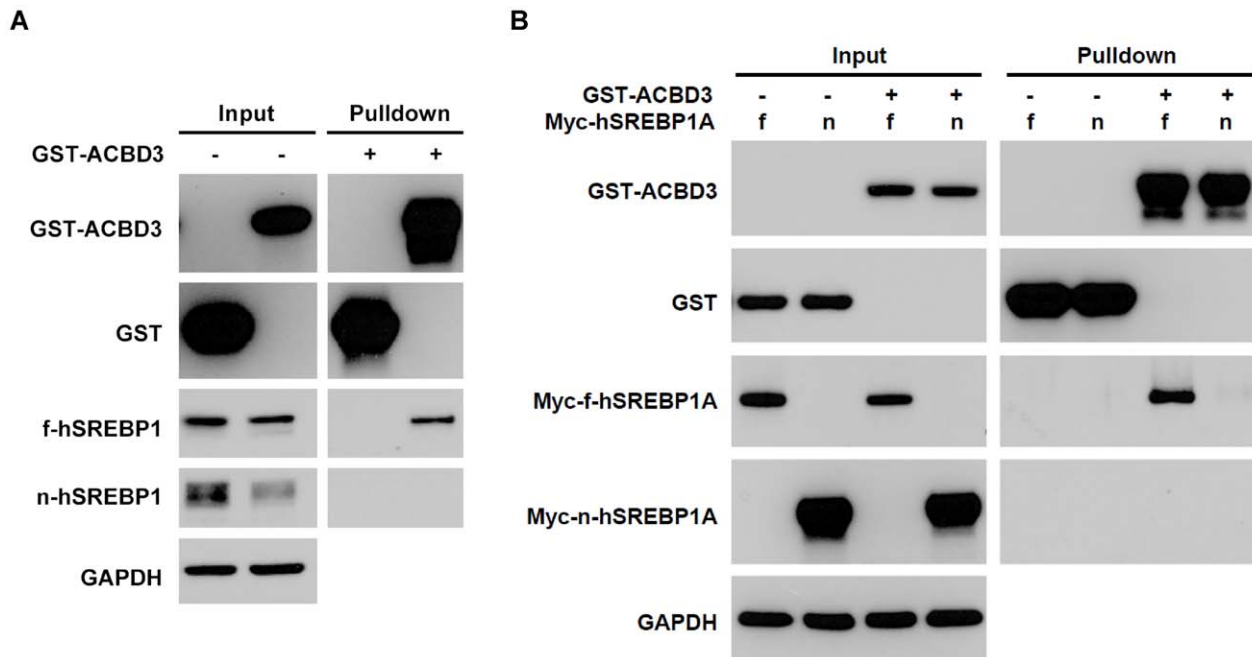 A
Input Pulldown
GST-ACBD3 - - + +
GST-ACBD3
GST
f-hSREBP1
n-hSREBP1
GAPDH
B
Input Pulldown
GST-ACBD3 - - + + - - + +
Myc-hSREBP1A f n f n f n f n
GST-ACBD3
GST
Myc-f-hSREBP1A
Myc-n-hSREBP1A
GAPDH